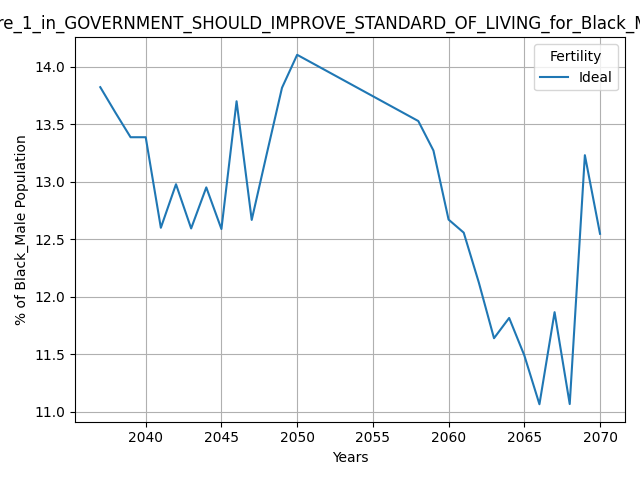 re_1_in_GOVERNMENT_SHOULD_IMPROVE_STANDARD_OF_LIVING_for_Black_M
Fertility
Ideal
14.0
13.5
13.0
12.5
12.0
11.5
11.0
% of Black_Male Population
2040 2045 2050 2055 2060 2065 2070
Years